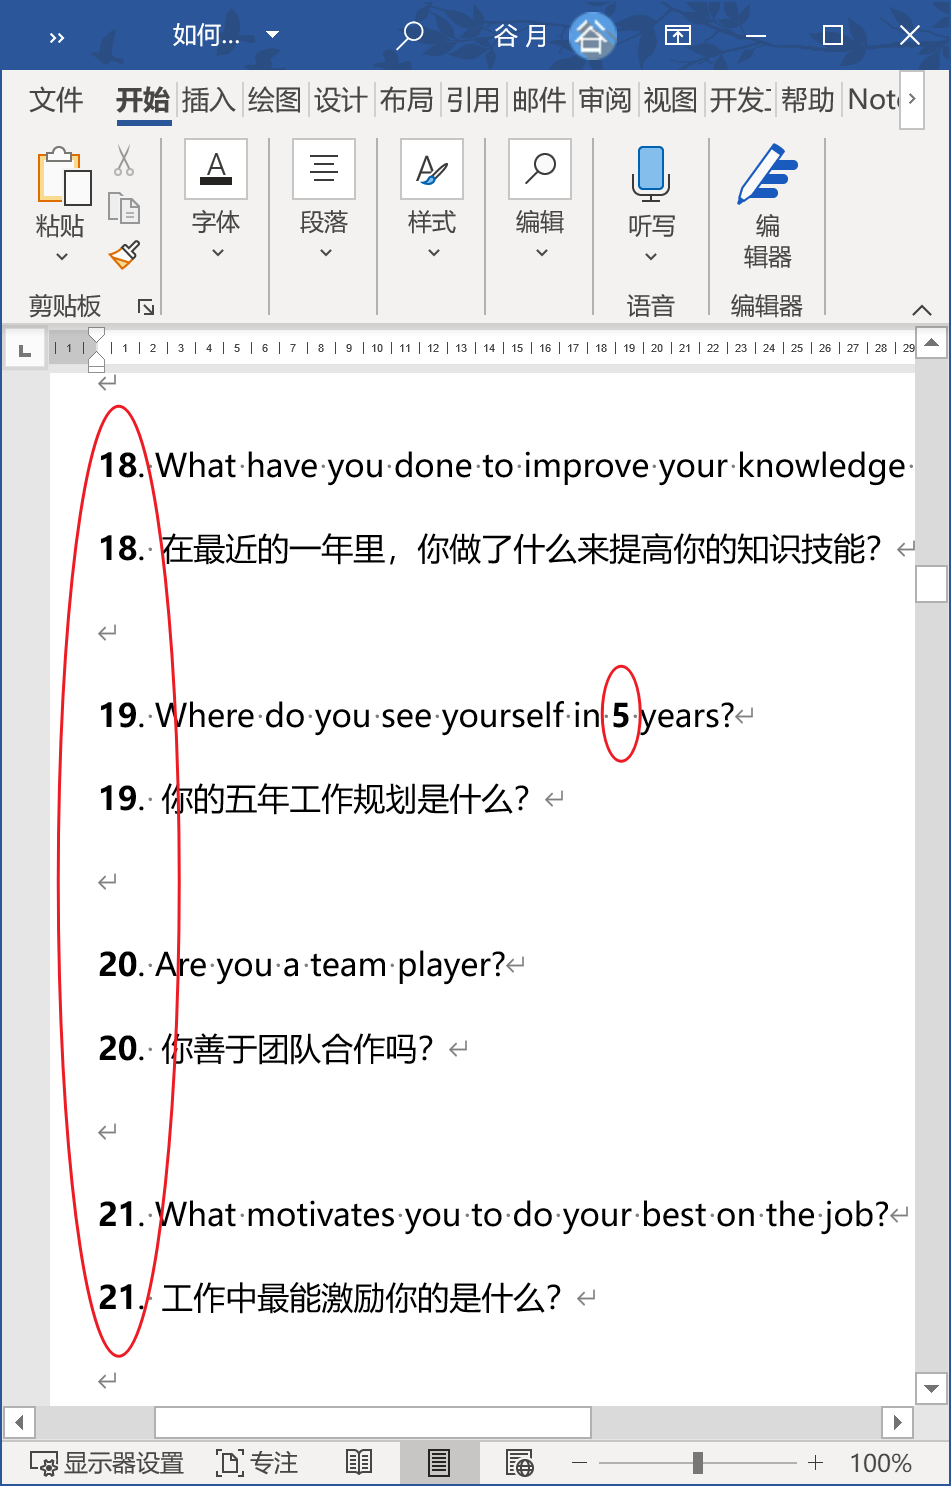 » 如何... 谷 月 谷
文件 开始 插入 绘图 设计 布局 引用 邮件 审阅 视图 开发工 帮助 Note
粘贴 字体 段落 样式 编辑 听写 编辑器
剪贴板 语音 编辑器
1 1 2 3 4 5 6 7 8 9 10 11 12 13 14 15 16 17 18 19 20 21 22 23 24 25 26 27 28 29
18. What have you done to improve your knowledge
18. 在最近的一年里，你做了什么来提高你的知识技能？
19. Where do you see yourself in 5 years?
19. 你的五年工作规划是什么？
20. Are you a team player?
20. 你善于团队合作吗？
21. What motivates you to do your best on the job?
21. 工作中最能激励你的是什么？
显示器设置 专注 100%